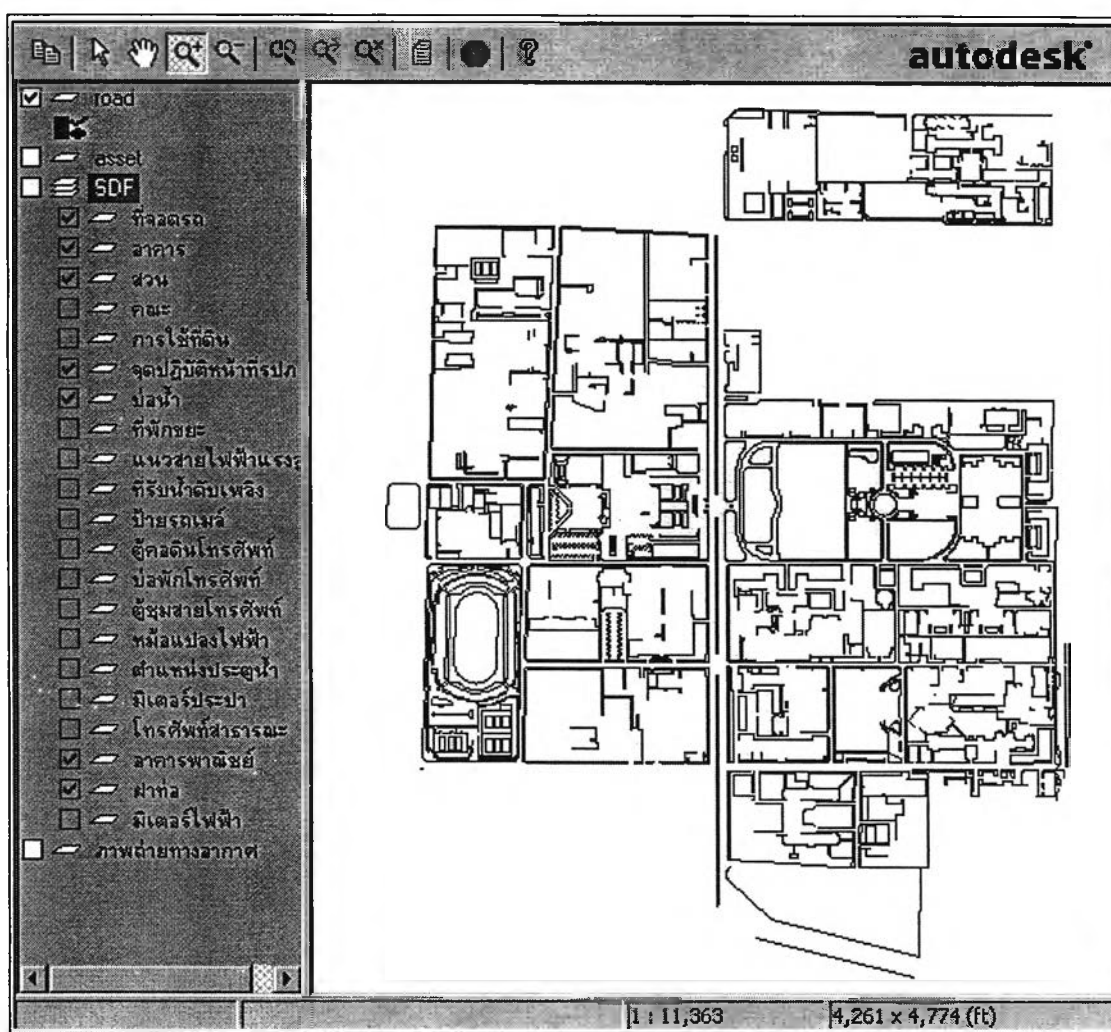 autodesk
road
asset
SDF
ที่จอดรถ
อาคาร
สวน
คณะ
การใช้ที่ดิน
จุดปฏิบัติหน้าที่รปภ
บ่อน้ำ
ที่พักขยะ
แนวสายไฟฟ้าแรงสู
ที่รับน้ำดับเพลิง
ป้ายรถเมล์
ตู้คอดินโทรศัพท์
บ่อพักโทรศัพท์
ตู้ชุมสายโทรศัพท์
หม้อแปลงไฟฟ้า
ตำแหน่งประตูน้ำ
มิเตอร์ประปา
โทรศัพท์สาธารณะ
อาคารพาณิชย์
ฝาท่อ
มิเตอร์ไฟฟ้า
ภาพถ่ายทางอากาศ
1 : 11,363
4,261 x 4,774 (ft)